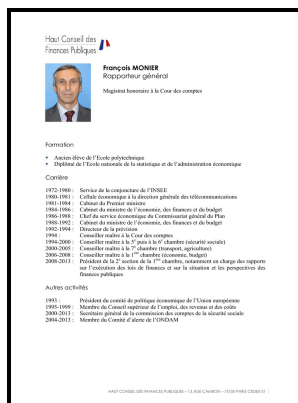 Haut Conseil des
Finances Publiques
François MONIER
Rapporteur général
Magistrat honoraire à la Cour des comptes
Formation
• Ancien élève de l'Ecole polytechnique
• Diplômé de l'Ecole nationale de la statistique et de l'administration économique
Carrière
1972-1980 : Service de la conjoncture de l'INSEE
1980-1981 : Cellule économique à la direction générale des télécommunications
1981-1984 : Cabinet du Premier ministre
1984-1986 : Cabinet du ministre de l'économie, des finances et du budget
1986-1988 : Chef du service économique du Commissariat général du Plan
1988-1992 : Cabinet du ministre de l'économie, des finances et du budget
1992-1994 : Directeur de la prévision
1994 : Conseiller maître à la Cour des comptes
1994-2000 : Conseiller maître à la 5e puis à la 6e chambre (sécurité sociale)
2000-2005 : Conseiller maître à la 7e chambre (transport, agriculture)
2006-2008 : Conseiller maître à la 1ère chambre (économie, budget)
2008-2013 : Président de la 2e section de la 1ère chambre, notamment en charge des rapports
sur l'exécution des lois de finances et sur la situation et les perspectives des
finances publiques
Autres activités
1993 : Président du comité de politique économique de l'Union européenne
1995-1999 : Membre du Conseil supérieur de l'emploi, des revenus et des coûts
2000-2013 : Secrétaire général de la commission des comptes de la sécurité sociale
2004-2013 : Membre du Comité d'alerte de l'ONDAM
HAUT CONSEIL DES FINANCES PUBLIQUES – 13, RUE CAMBON – 75100 PARIS CEDEX 01